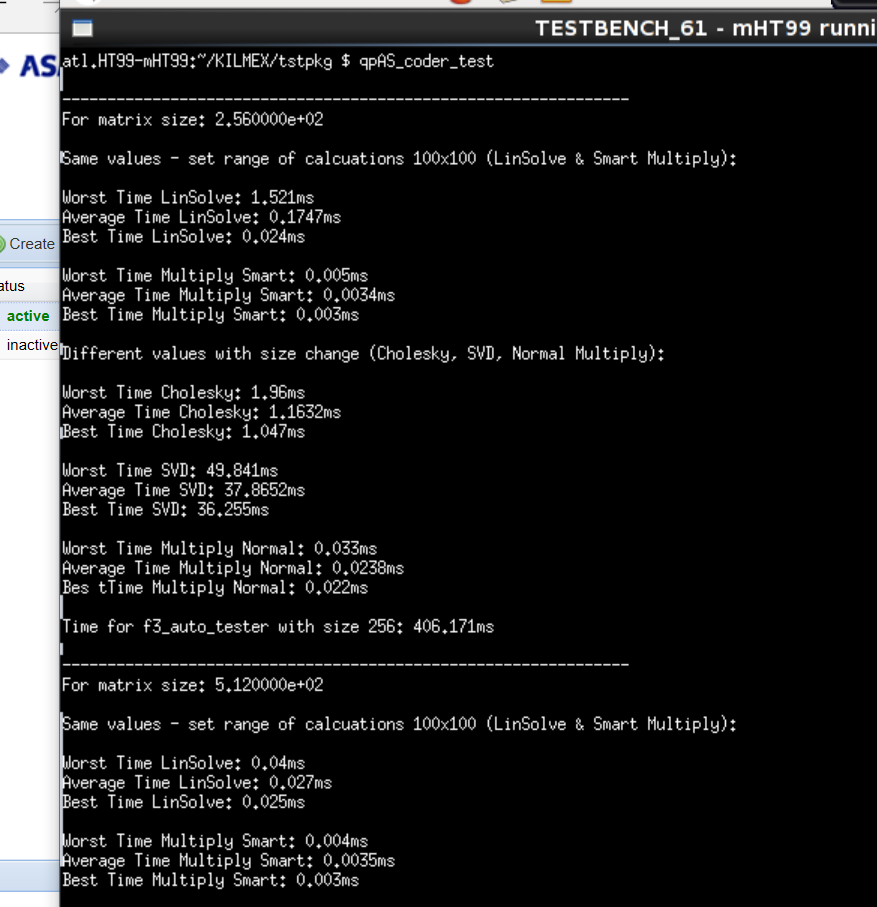 TESTBENCH_61 - mHT99 runni
AS
Create
atus
active
inactive
atl.HT99-mHT99:~/KILMEX/tstpkg $ qpAS_coder_test
---------------------------------------------------------------
For matrix size: 2.560000e+02
Same values - set range of calcuations 100x100 (LinSolve & Smart Multiply):
Worst Time LinSolve: 1.521ms
Average Time LinSolve: 0.1747ms
Best Time LinSolve: 0.024ms
Worst Time Multiply Smart: 0.005ms
Average Time Multiply Smart: 0.0034ms
Best Time Multiply Smart: 0.003ms
Different values with size change (Cholesky, SVD, Normal Multiply):
Worst Time Cholesky: 1.96ms
Average Time Cholesky: 1.1632ms
Best Time Cholesky: 1.047ms
Worst Time SVD: 49.841ms
Average Time SVD: 37.8652ms
Best Time SVD: 36.255ms
Worst Time Multiply Normal: 0.033ms
Average Time Multiply Normal: 0.0238ms
Bes tTime Multiply Normal: 0.022ms
Time for f3_auto_tester with size 256: 406.171ms
---------------------------------------------------------------
For matrix size: 5.120000e+02
Same values - set range of calcuations 100x100 (LinSolve & Smart Multiply):
Worst Time LinSolve: 0.04ms
Average Time LinSolve: 0.027ms
Best Time LinSolve: 0.025ms
Worst Time Multiply Smart: 0.004ms
Average Time Multiply Smart: 0.0035ms
Best Time Multiply Smart: 0.003ms